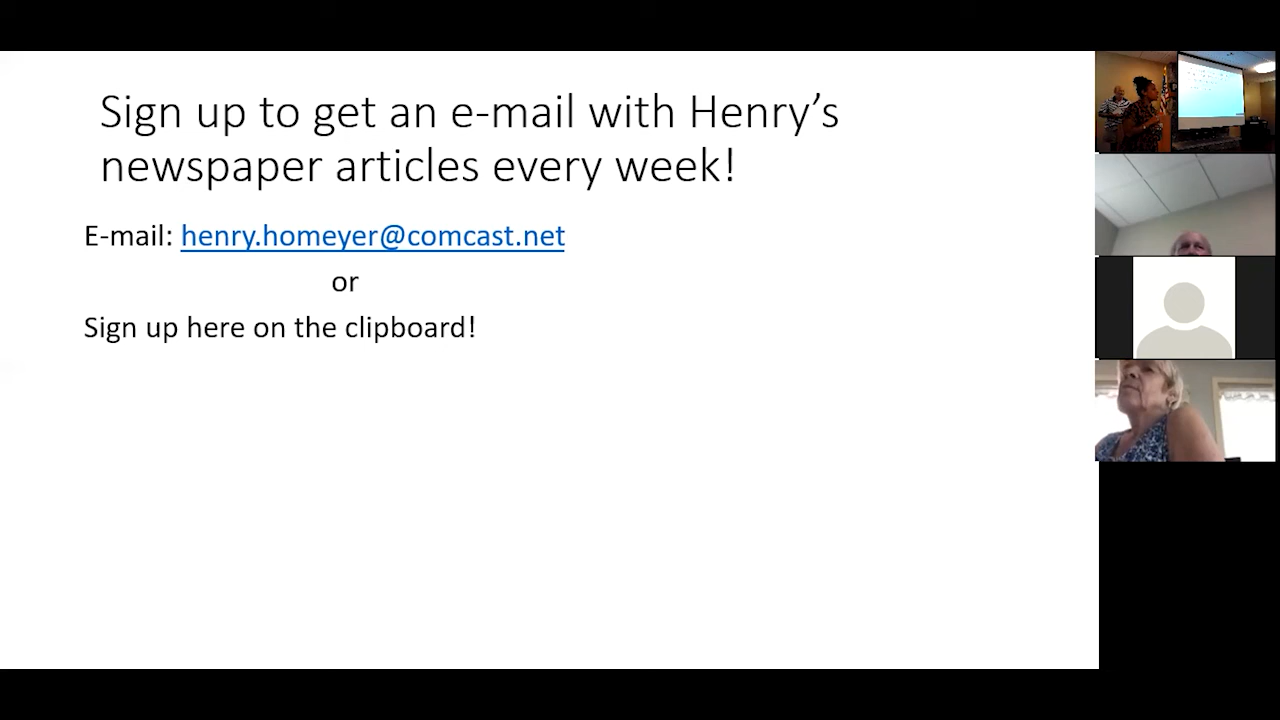 Sign up to get an e-mail with Henry’s
newspaper articles every week!
E-mail: henry.homeyer@comcast.net
or
Sign up here on the clipboard!